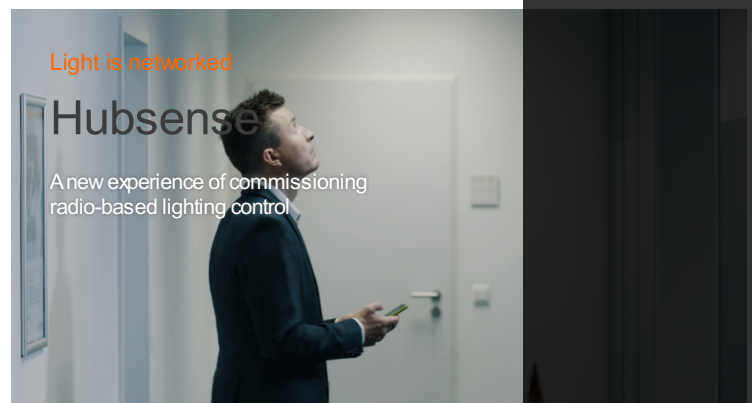 Light is networked
Hubsense
A new experience of commissioning
radio-based lighting control